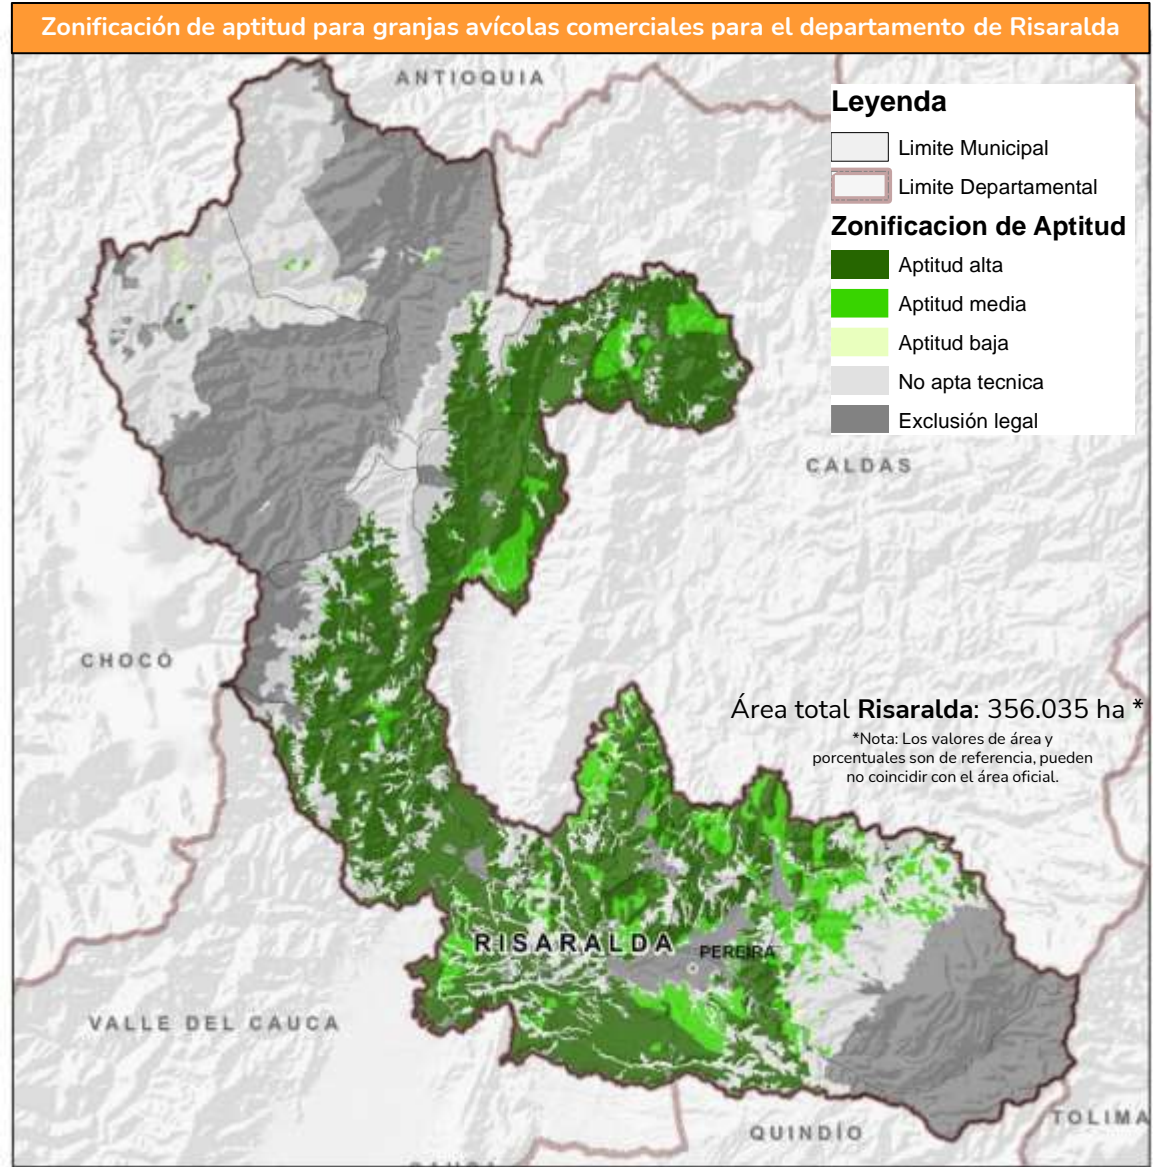 Zonificación de aptitud para granjas avícolas comerciales para el departamento de Risaralda
ANTIOQUIA
Leyenda
Limite Municipal
Limite Departamental
Zonificacion de Aptitud
Aptitud alta
Aptitud media
Aptitud baja
No apta tecnica
Exclusión legal
CALDAS
CHOCÓ
Área total Risaralda: 356.035 ha *
*Nota: Los valores de área y
porcentuales son de referencia, pueden
no coincidir con el área oficial.
RISARALDA
PEREIRA
VALLE DEL CAUCA
TOLIMA
QUINDÍO